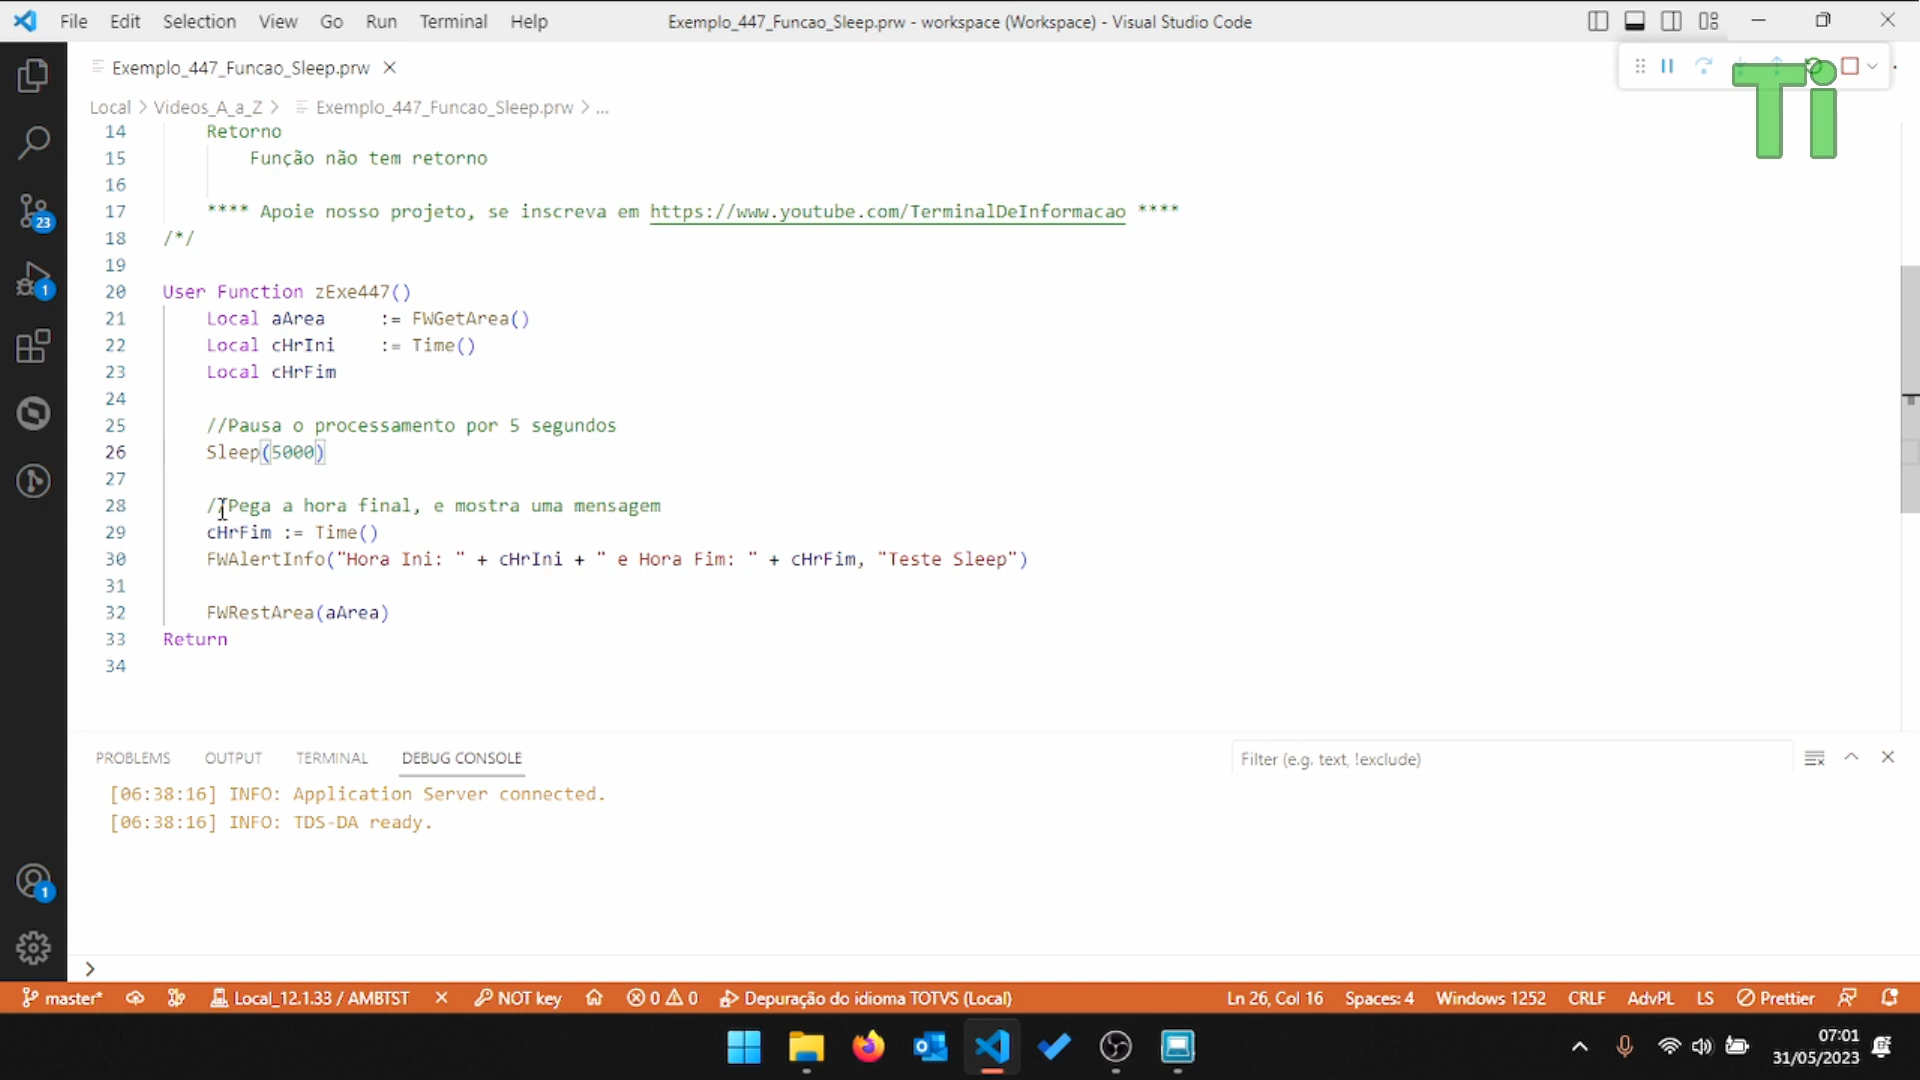 File Edit Selection View Go Run Terminal Help Exemplo_447_Funcao_Sleep.prw - workspace (Workspace) - Visual Studio Code
Exemplo_447_Funcao_Sleep.prw
Ti
Local > Videos_A_a_Z > Exemplo_447_Funcao_Sleep.prw > ...
14 Retorno
15 Função não tem retorno
16
17 **** Apoie nosso projeto, se inscreva em https://www.youtube.com/TerminalDeInformacao ****
18 /*/
19
20 User Function zExe447()
21 Local aArea := FWGetArea()
22 Local cHrIni := Time()
23 Local cHrFim
24
25 //Pausa o processamento por 5 segundos
26 Sleep(5000)
27
28 //Pega a hora final, e mostra uma mensagem
29 cHrFim := Time()
30 FWAlertInfo("Hora Ini: " + cHrIni + " e Hora Fim: " + cHrFim, "Teste Sleep")
31
32 FWRestArea(aArea)
33 Return
34
23
1
1
PROBLEMS OUTPUT TERMINAL DEBUG CONSOLE Filter (e.g. text, !exclude)
[06:38:16] INFO: Application Server connected.
[06:38:16] INFO: TDS-DA ready.
>
master* Local_12.1.33 / AMBTST NOT key 0 0 Depuração do idioma TOTVS (Local) Ln 26, Col 16 Spaces: 4 Windows 1252 CRLF AdvPL LS Prettier
07:01
31/05/2023